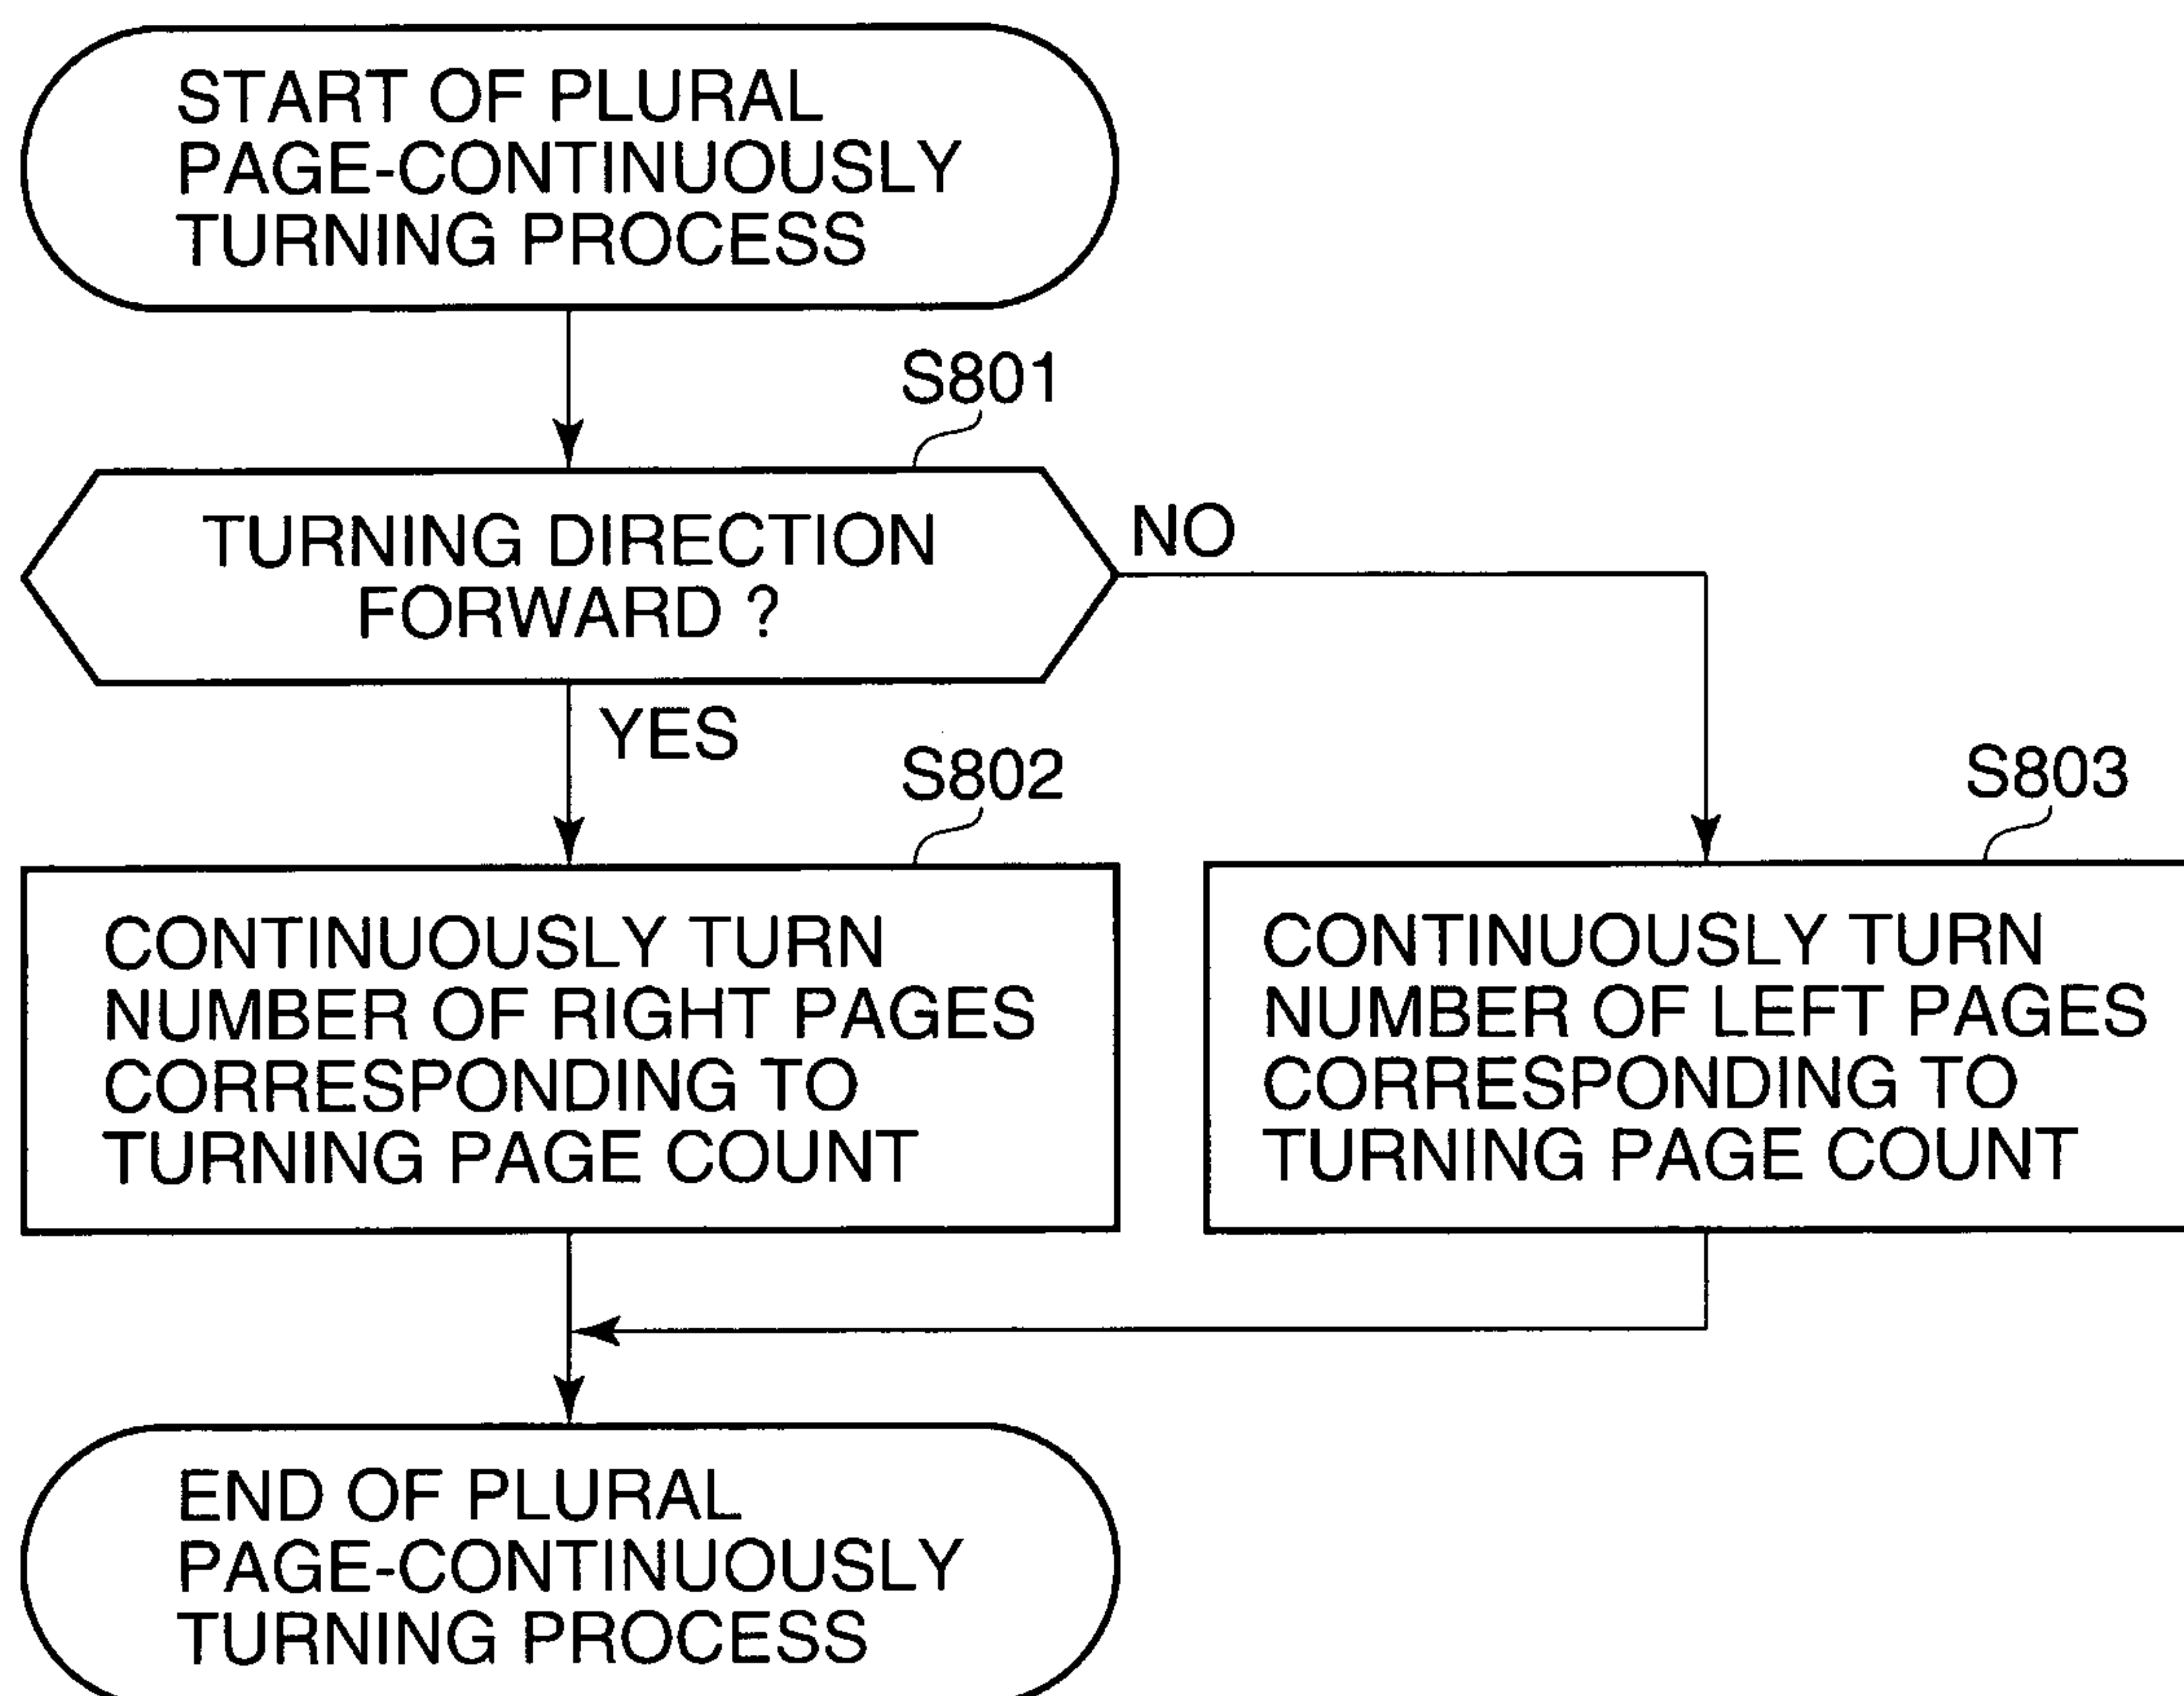 START OF PLURAL
PAGE-CONTINUOUSLY
TURNING PROCESS
S801
TURNING DIRECTION
FORWARD ?
NO
YES
S802
CONTINUOUSLY TURN
NUMBER OF RIGHT PAGES
CORRESPONDING TO
TURNING PAGE COUNT
S803
CONTINUOUSLY TURN
NUMBER OF LEFT PAGES
CORRESPONDING TO
TURNING PAGE COUNT
END OF PLURAL
PAGE-CONTINUOUSLY
TURNING PROCESS